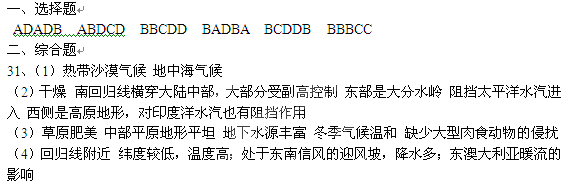 一、选择题
ADADB ABDCD BBCDD BADBA BCDDB BBBCC
二、综合题
31、（1）热带沙漠气候 地中海气候
（2）干燥 南回归线横穿大陆中部，大部分受副高控制 东部是大分水岭 阻挡太平洋水汽进
入 西侧是高原地形，对印度洋水汽也有阻挡作用
（3）草原肥美 中部平原地形平坦 地下水源丰富 冬季气候温和 缺少大型肉食动物的侵扰
（4）回归线附近 纬度较低，温度高；处于东南信风的迎风坡，降水多；东澳大利亚暖流的
影响